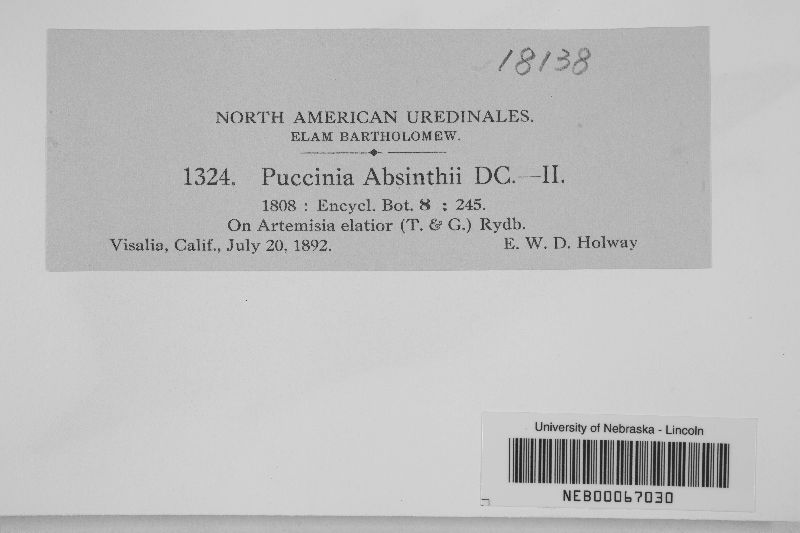 18138
NORTH AMERICAN UREDINALES.
ELAM BARTHOLOMEW.
1324. Puccinia Absinthii DC.—II.
1808 : Encycl. Bot. 8 : 245.
On Artemisia elatior (T. & G.) Rydb.
Visalia, Calif., July 20, 1892. E. W. D. Holway
University of Nebraska - Lincoln
NEB00067030